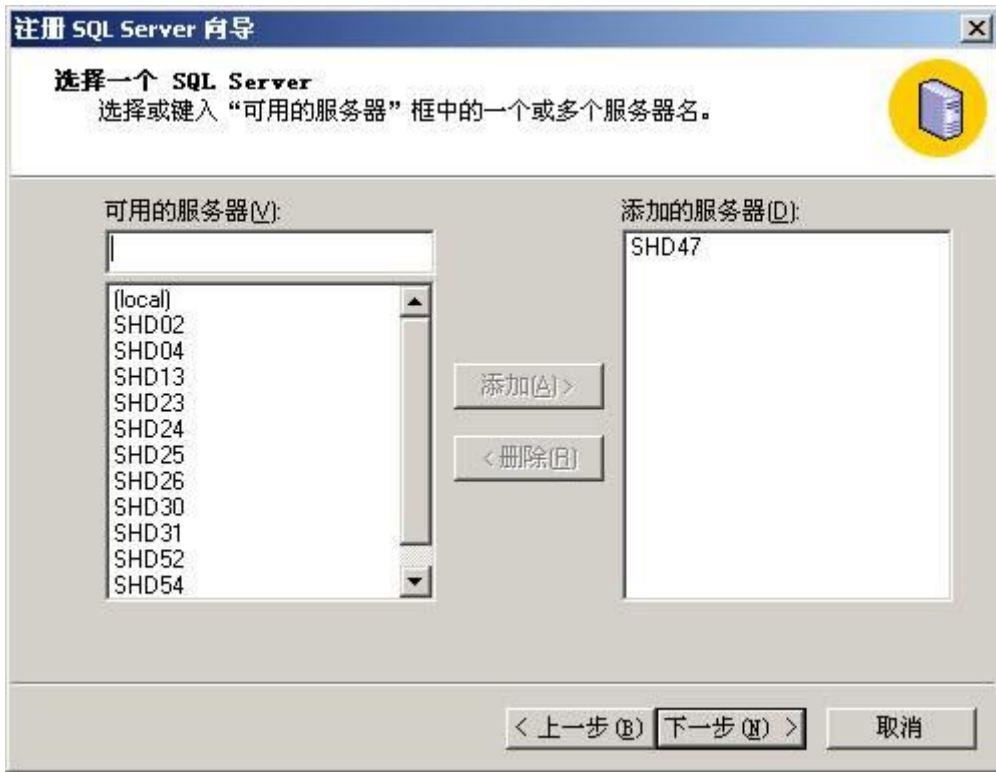 注册 SQL Server 向导
选择一个 SQL Server
选择或键入“可用的服务器”框中的一个或多个服务器名。
可用的服务器(V):
添加的服务器(D):
(local)
SHD02
SHD04
SHD13
SHD23
SHD24
SHD25
SHD26
SHD30
SHD31
SHD52
SHD54
添加(A) >
< 删除(R)
SHD47
< 上一步(B)
下一步(N) >
取消